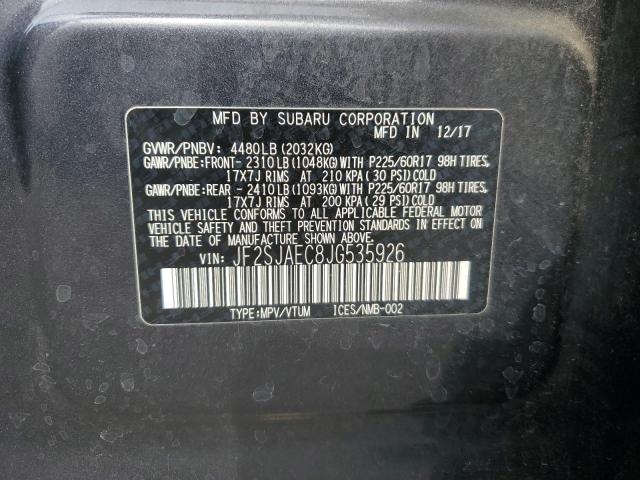 MFD BY SUBARU CORPORATION
MFD IN 12/17
GVWR/PNBV: 4480LB(2032KG)
GAWR/PNBE:FRONT- 2310LB(1048KG)WITH P225/60R17 98H TIRES,
17X7J RIMS AT 210 KPA(30 PSI)COLD
GAWR/PNBE:REAR - 2410LB(1093KG)WITH P225/60R17 98H TIRES,
17X7J RIMS AT 200 KPA(29 PSI)COLD
THIS VEHICLE CONFORMS TO ALL APPLICABLE FEDERAL MOTOR
VEHICLE SAFETY AND THEFT PREVENTION STANDARDS IN EFFECT
ON THE DATE OF MANUFACTURE SHOWN ABOVE.
VIN: JF2SJAEC8JG535926
TYPE:MPV/VTUM ICES/NMB-002